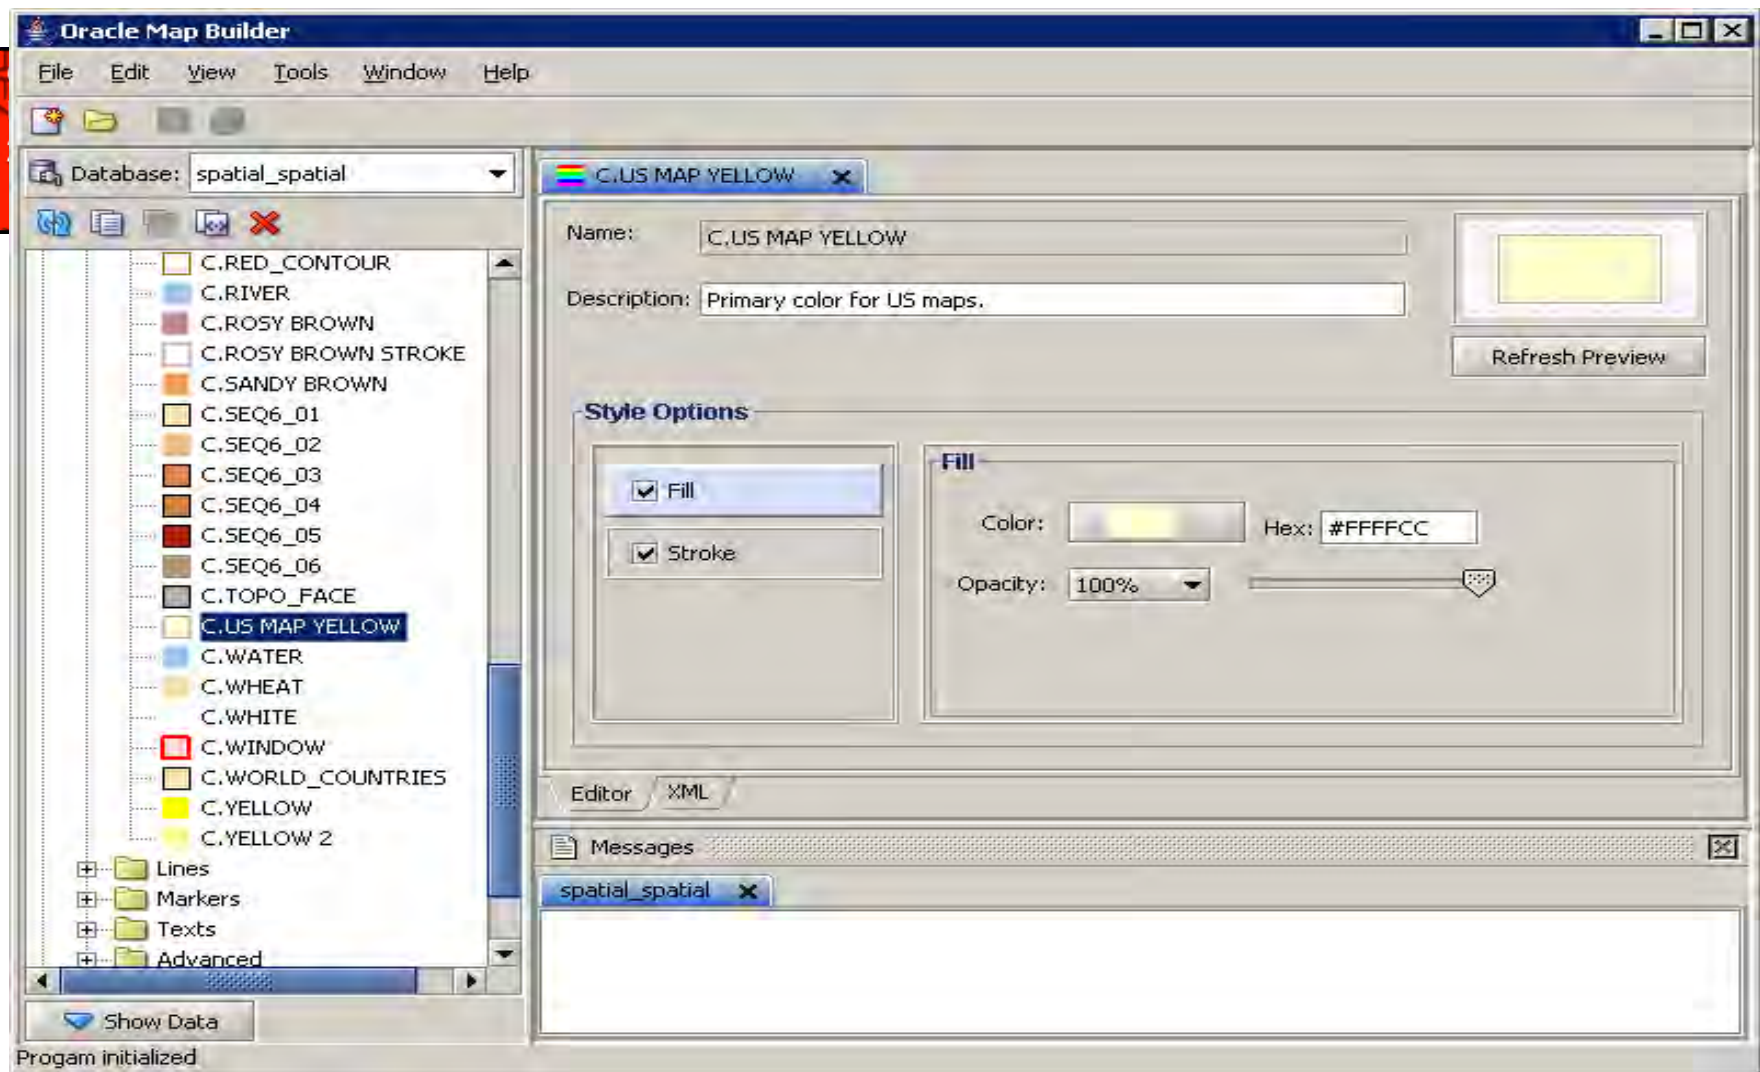 Oracle Map Builder
File Edit View Tools Window Help
Database: spatial_spatial
C.RED_CONTOUR
C.RIVER
C.ROSY BROWN
C.ROSY BROWN STROKE
C.SANDY BROWN
C.SEQ6_01
C.SEQ6_02
C.SEQ6_03
C.SEQ6_04
C.SEQ6_05
C.SEQ6_06
C.TOPO_FACE
C.US MAP YELLOW
C.WATER
C.WHEAT
C.WHITE
C.WINDOW
C.WORLD_COUNTRIES
C.YELLOW
C.YELLOW 2
Lines
Markers
Texts
Advanced
Show Data
Progam initialized
C.US MAP YELLOW
Name: C.US MAP YELLOW
Description: Primary color for US maps.
Refresh Preview
Style Options
Fill
Stroke
Fill
Color: Hex: #FFFFCC
Opacity: 100%
Editor XML
Messages
spatial_spatial